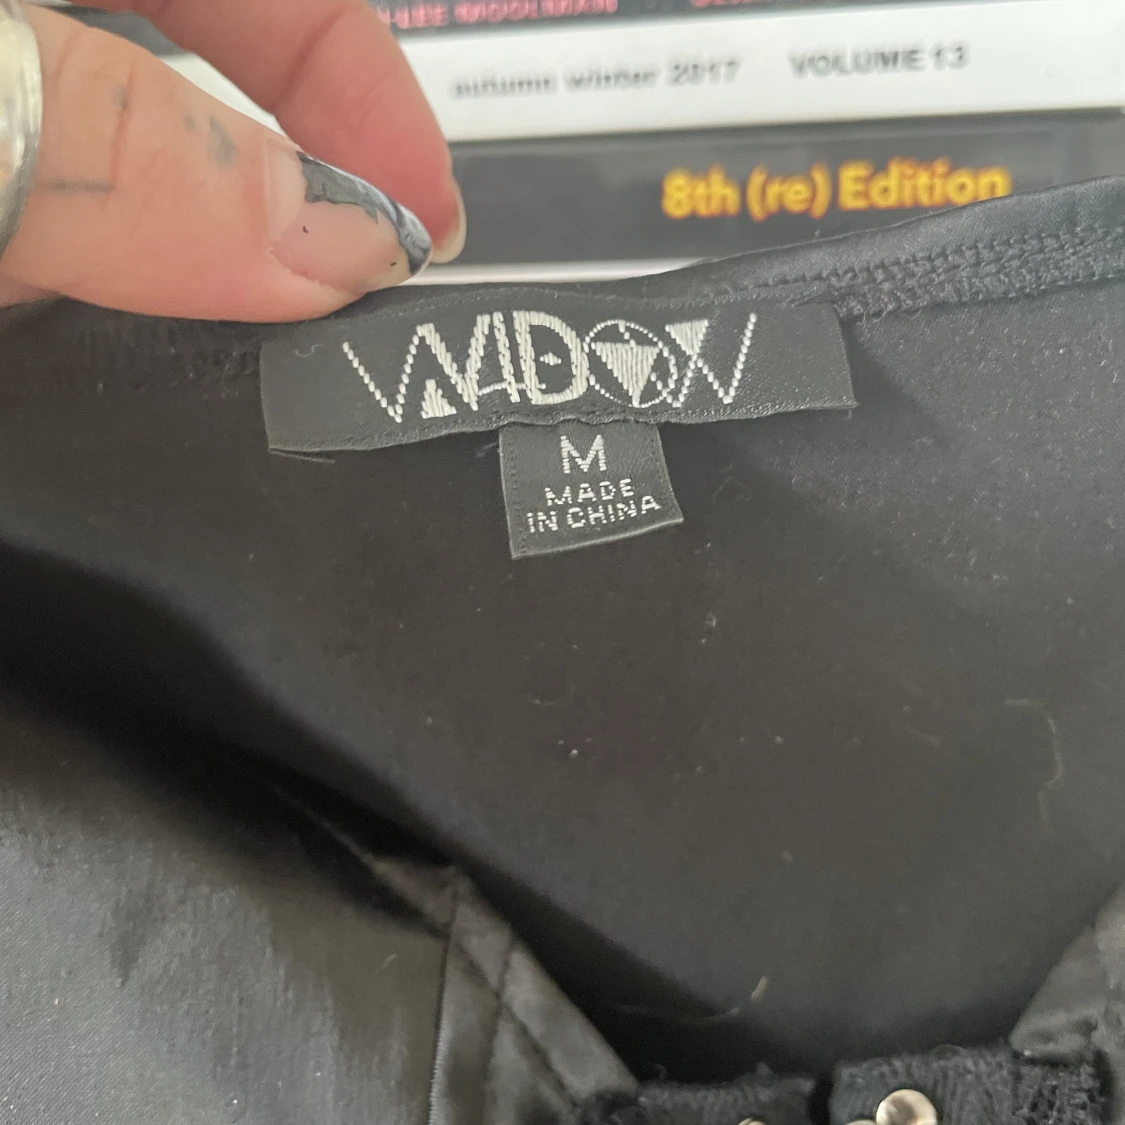 autumn winter 2017 VOLUME 13
8th (re) Edition
WIDOW
M
MADE
IN CHINA